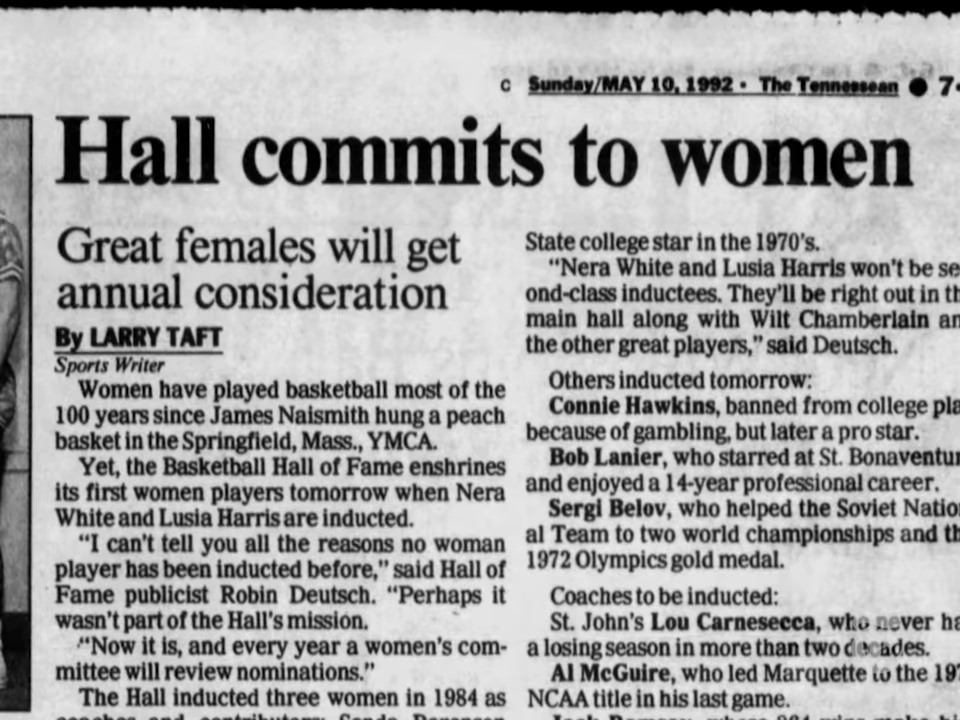 c Sunday/MAY 10, 1992 • The Tennessean ● 7-
Hall commits to women
Great females will get
annual consideration
By LARRY TAFT
Sports Writer
Women have played basketball most of the
100 years since James Naismith hung a peach
basket in the Springfield, Mass., YMCA.
Yet, the Basketball Hall of Fame enshrines
its first women players tomorrow when Nera
White and Lusia Harris are inducted.
"I can't tell you all the reasons no woman
player has been inducted before," said Hall of
Fame publicist Robin Deutsch. "Perhaps it
wasn't part of the Hall's mission.
"Now it is, and every year a women's com-
mittee will review nominations."
The Hall inducted three women in 1984 as
State college star in the 1970's.
"Nera White and Lusia Harris won't be se
ond-class inductees. They'll be right out in th
main hall along with Wilt Chamberlain an
the other great players," said Deutsch.
Others inducted tomorrow:
Connie Hawkins, banned from college pla
because of gambling, but later a pro star.
Bob Lanier, who starred at St. Bonaventur
and enjoyed a 14-year professional career.
Sergi Belov, who helped the Soviet Natio
al Team to two world championships and th
1972 Olympics gold medal.
Coaches to be inducted:
St. John's Lou Carnesecca, who never ha
a losing season in more than two decades.
Al McGuire, who led Marquette to the 197
NCAA title in his last game.